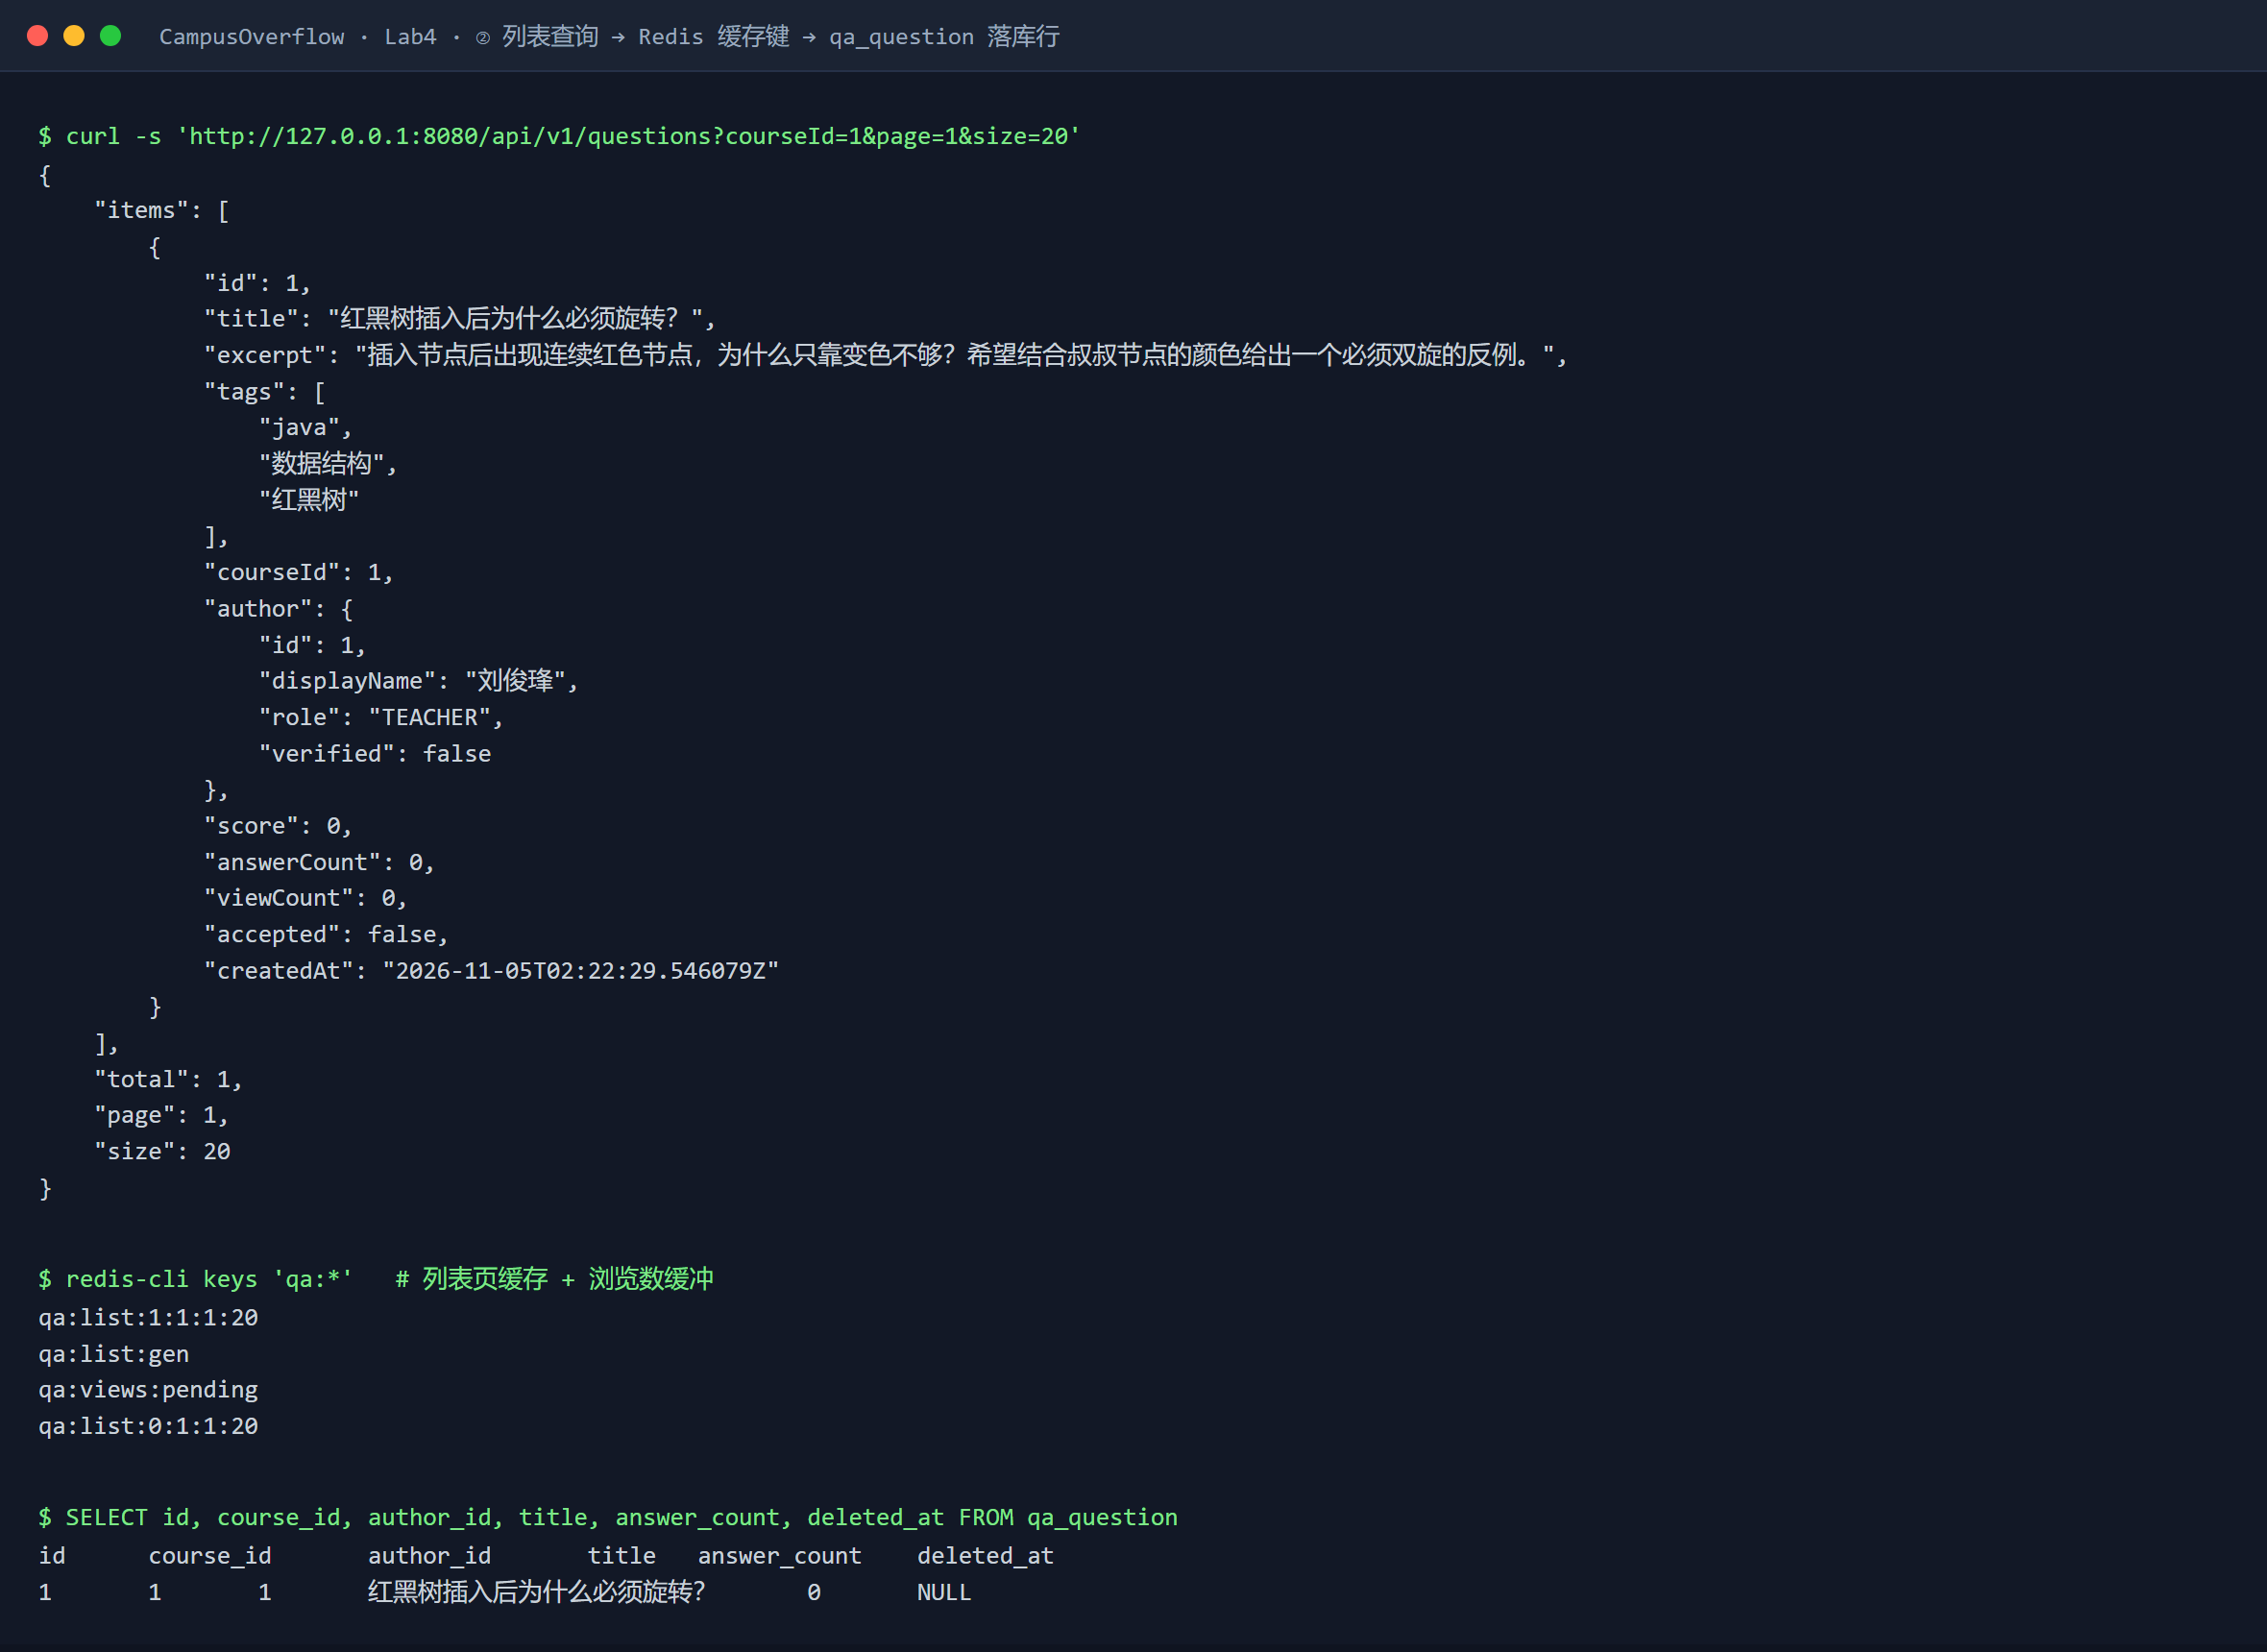 CampusOverflow · Lab4 · ② 列表查询 → Redis 缓存键 → qa_question 落库行
$ curl -s 'http://127.0.0.1:8080/api/v1/questions?courseId=1&page=1&size=20'
{
    "items": [
        {
            "id": 1,
            "title": "红黑树插入后为什么必须旋转？",
            "excerpt": "插入节点后出现连续红色节点，为什么只靠变色不够？希望结合叔叔节点的颜色给出一个必须双旋的反例。",
            "tags": [
                "java",
                "数据结构",
                "红黑树"
            ],
            "courseId": 1,
            "author": {
                "id": 1,
                "displayName": "刘俊琒",
                "role": "TEACHER",
                "verified": false
            },
            "score": 0,
            "answerCount": 0,
            "viewCount": 0,
            "accepted": false,
            "createdAt": "2026-11-05T02:22:29.546079Z"
        }
    ],
    "total": 1,
    "page": 1,
    "size": 20
}
$ redis-cli keys 'qa:*'   # 列表页缓存 + 浏览数缓冲
qa:list:1:1:1:20
qa:list:gen
qa:views:pending
qa:list:0:1:1:20
$ SELECT id, course_id, author_id, title, answer_count, deleted_at FROM qa_question
id      course_id       author_id       title   answer_count    deleted_at
1       1       1       红黑树插入后为什么必须旋转？       0       NULL